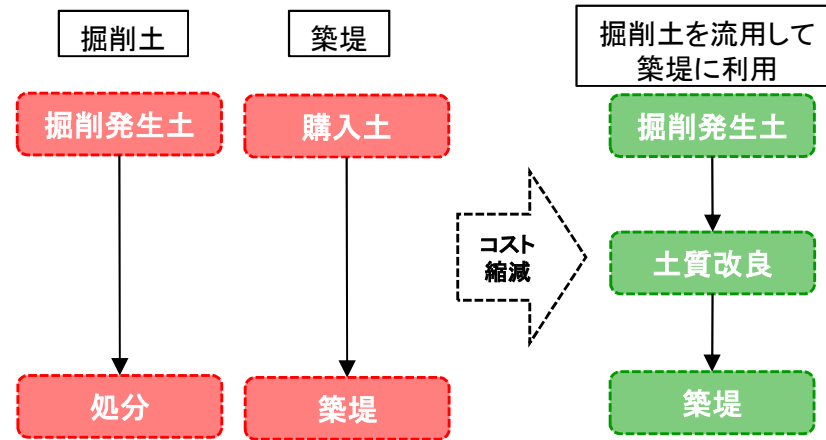 掘削土
築堤
掘削土を流用して
築堤に利用
掘削発生土
購入土
掘削発生土
コスト
縮減
土質改良
処分
築堤
築堤